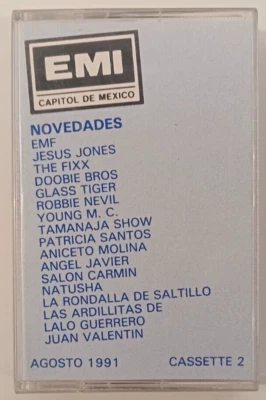 EMI
CAPITOL DE MEXICO
NOVEDADES
EMF
JESUS JONES
THE FIXX
DOOBIE BROS
GLASS TIGER
ROBBIE NEVIL
YOUNG M. C.
TAMANAJA SHOW
PATRICIA SANTOS
ANICETO MOLINA
ANGEL JAVIER
SALON CARMIN
NATUSHA
LA RONDALLA DE SALTILLO
LAS ARDILLITAS DE
LALO GUERRERO
JUAN VALENTIN
AGOSTO 1991 CASSETTE 2